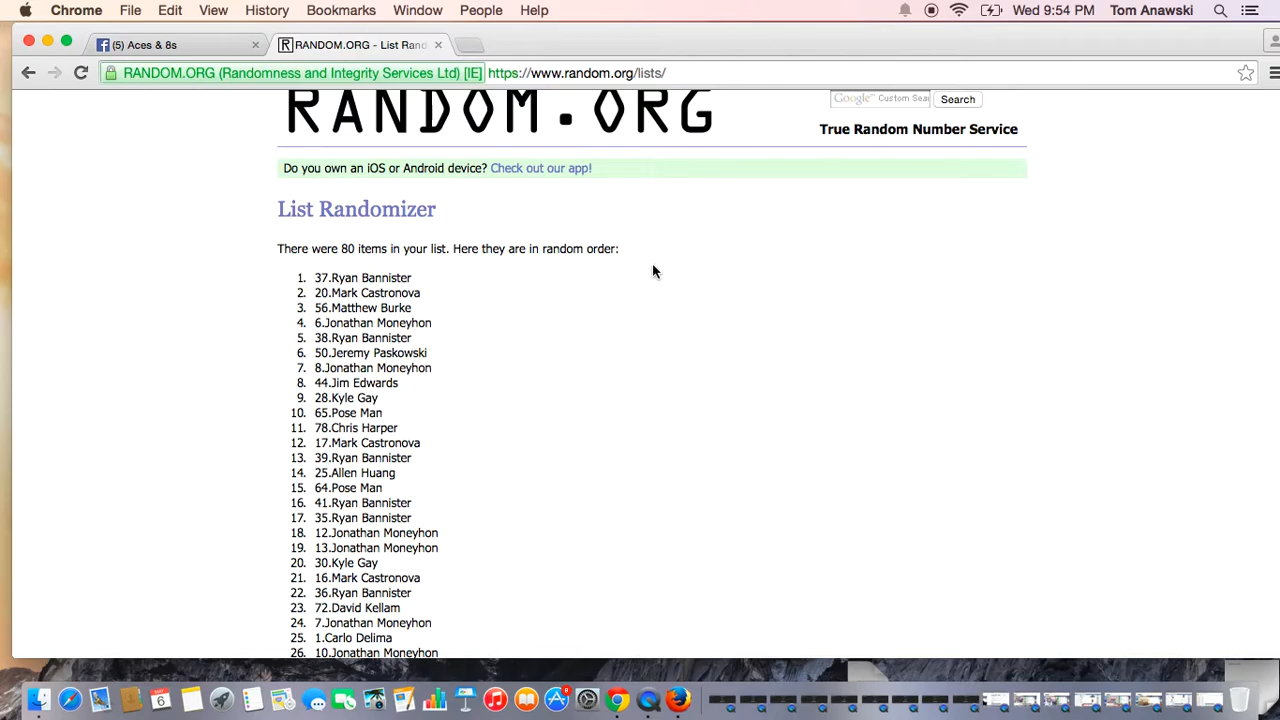 Chrome File Edit View History Bookmarks Window People Help Wed 9:54 PM Tom Anawski
(5) Aces & 8s RANDOM.ORG - List Ran
RANDOM.ORG (Randomness and Integrity Services Ltd) [IE] https://www.random.org/lists/
RANDOM.ORG
Google™ Custom Sear Search
True Random Number Service
Do you own an iOS or Android device? Check out our app!
List Randomizer
There were 80 items in your list. Here they are in random order:
1. 37.Ryan Bannister
2. 20.Mark Castronova
3. 56.Matthew Burke
4. 6.Jonathan Moneyhon
5. 38.Ryan Bannister
6. 50.Jeremy Paskowski
7. 8.Jonathan Moneyhon
8. 44.Jim Edwards
9. 28.Kyle Gay
10. 65.Pose Man
11. 78.Chris Harper
12. 17.Mark Castronova
13. 39.Ryan Bannister
14. 25.Allen Huang
15. 64.Pose Man
16. 41.Ryan Bannister
17. 35.Ryan Bannister
18. 12.Jonathan Moneyhon
19. 13.Jonathan Moneyhon
20. 30.Kyle Gay
21. 16.Mark Castronova
22. 36.Ryan Bannister
23. 72.David Kellam
24. 7.Jonathan Moneyhon
25. 1.Carlo Delima
26. 10.Jonathan Moneyhon
6
8